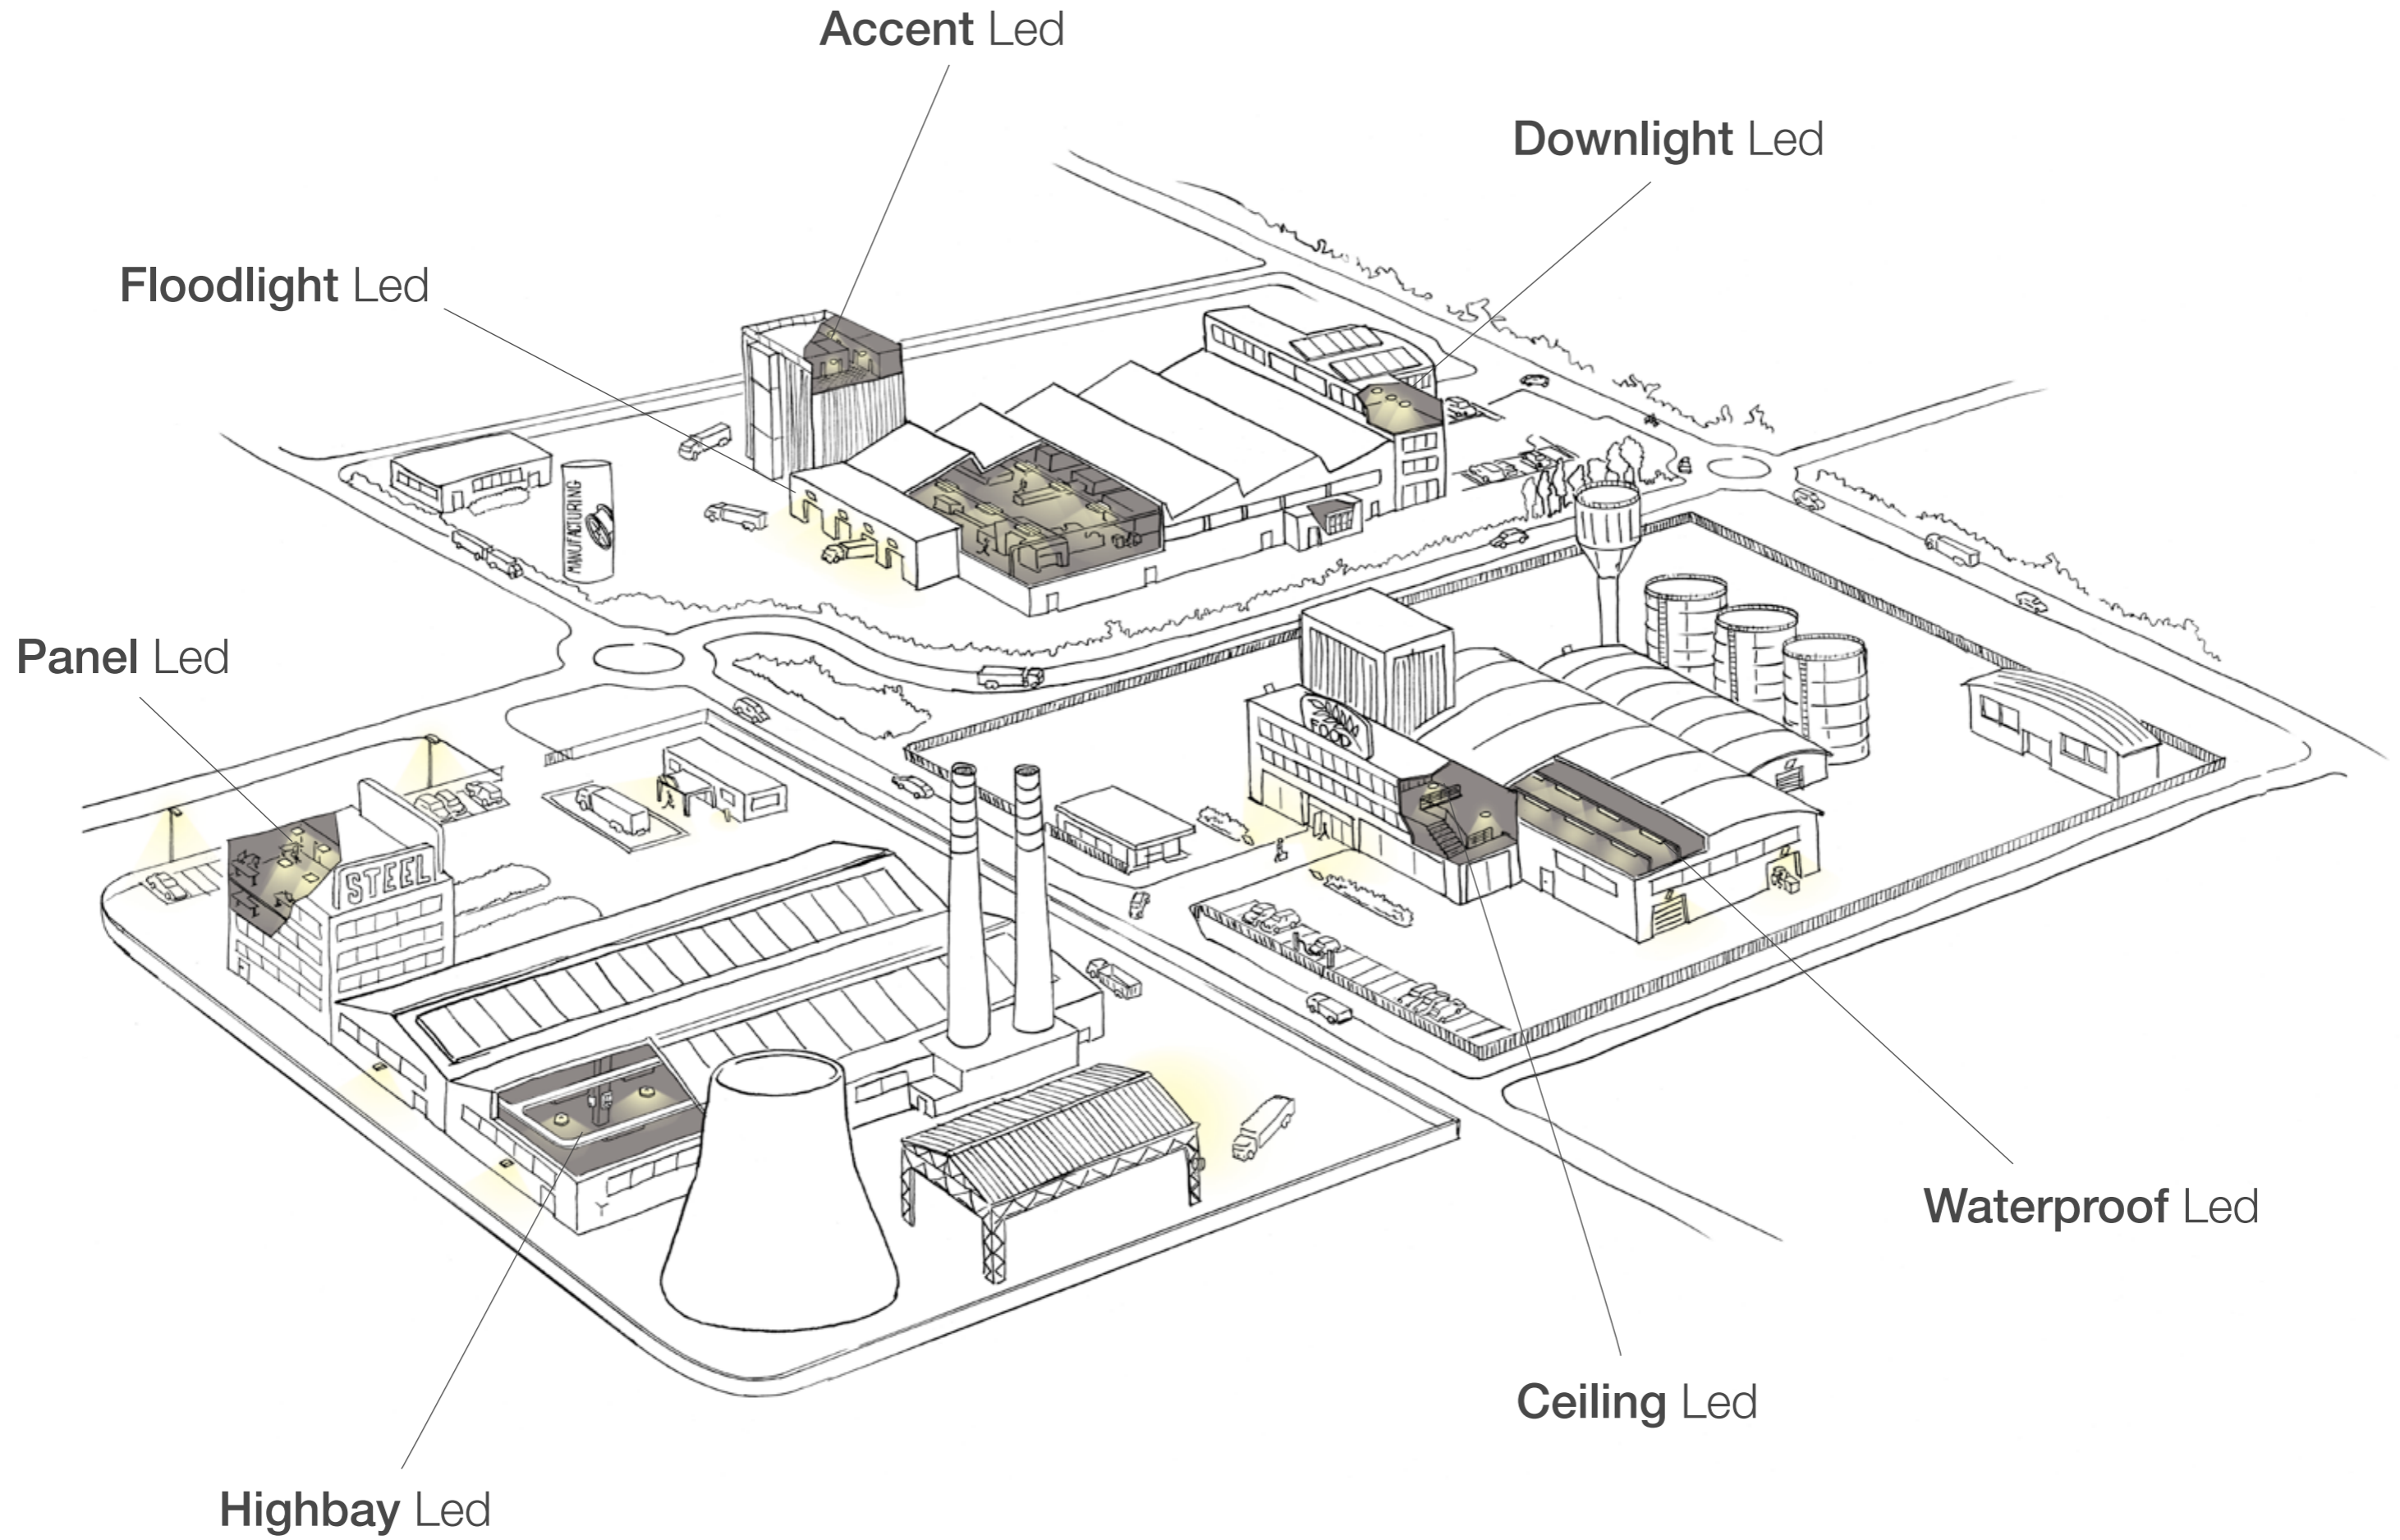 Accent Led
Downlight Led
Floodlight Led
MANUFACTURING
Panel Led
FOOD
STEEL
Waterproof Led
Ceiling Led
Highbay Led